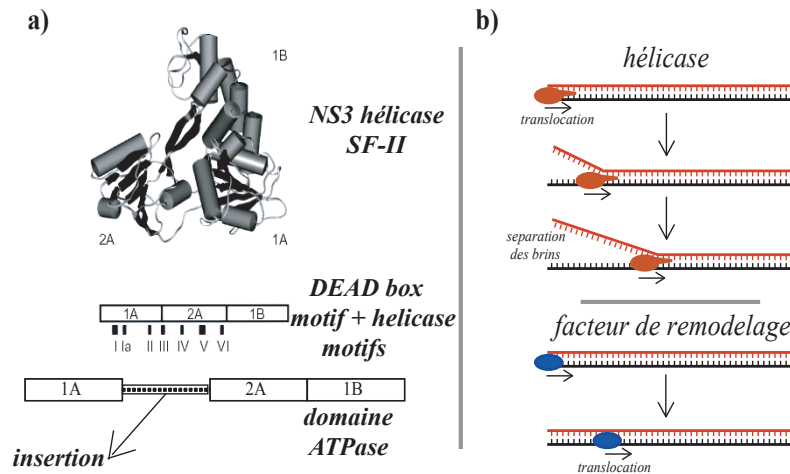 a)
1B
NS3 hélicase
SF-II
2A
1A
DEAD box
motif + helicase
motifs
1A 2A 1B
I Ia II III IV V VI
1A 2A 1B
domaine
ATPase
insertion
b)
hélicase
translocation
separation
des brins
facteur de remodelage
translocation